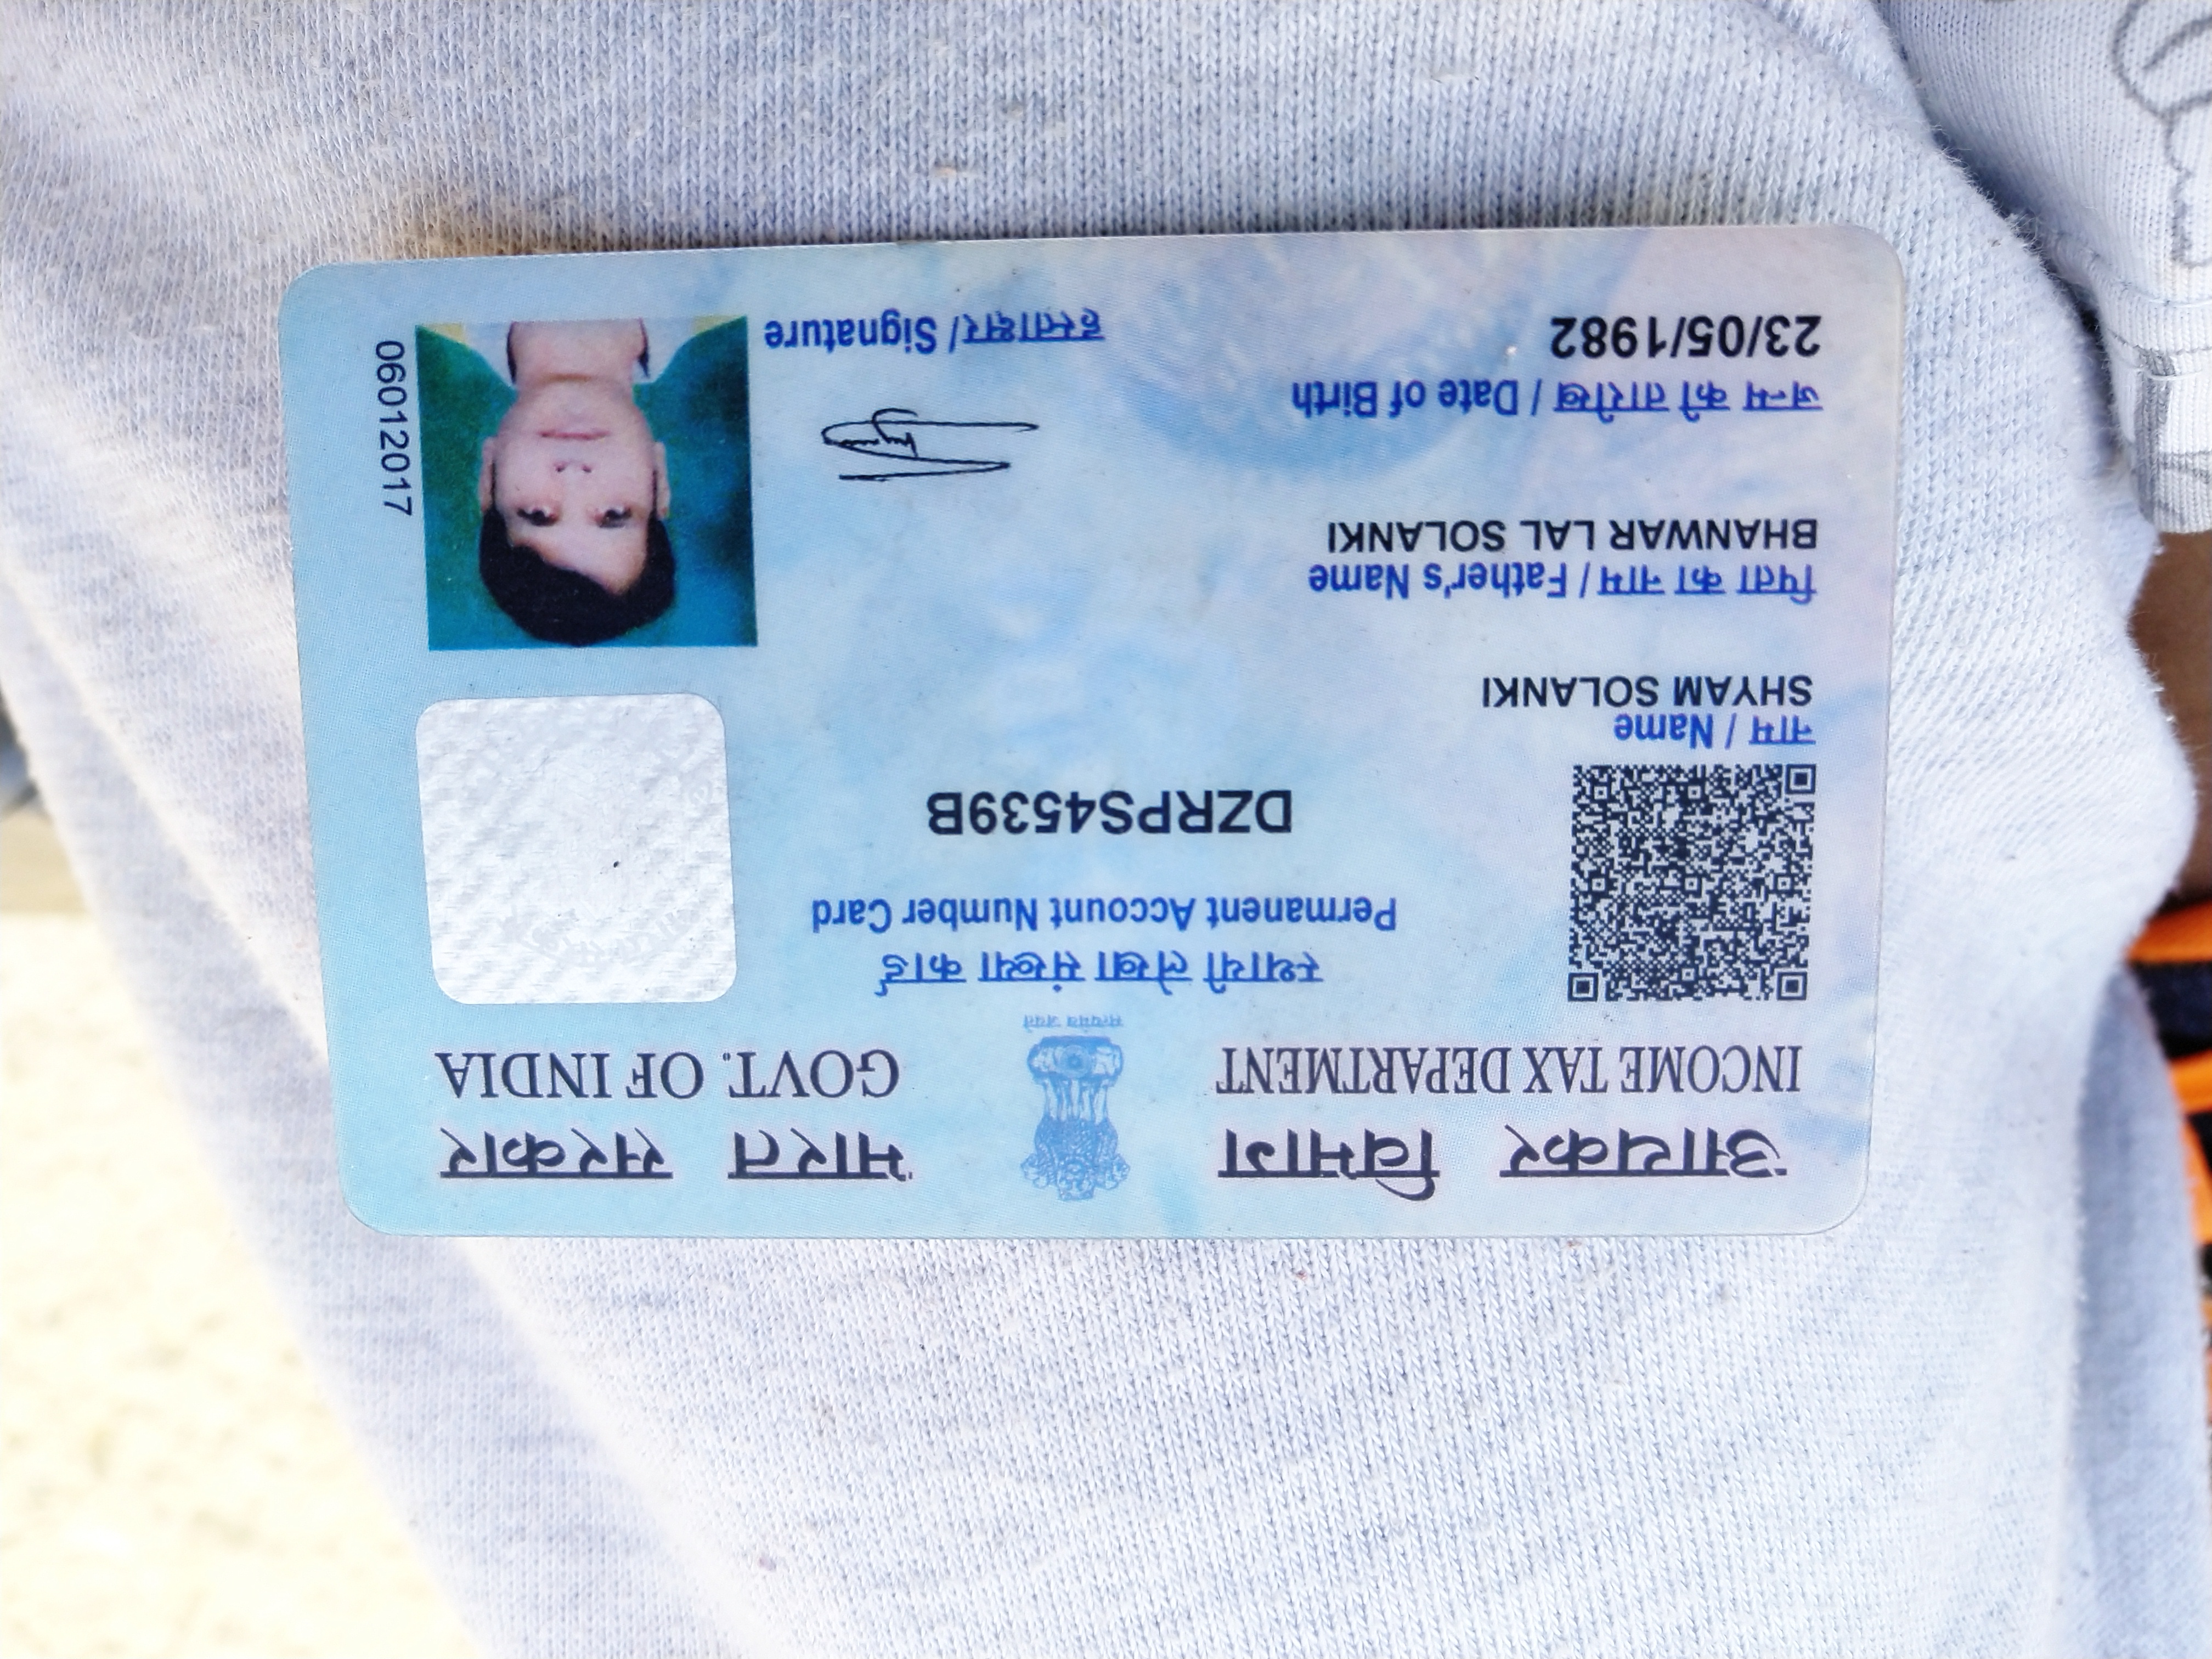 आयकर विभाग
INCOME TAX DEPARTMENT
भारत सरकार
GOVT. OF INDIA
सत्यमेव जयते
स्थायी लेखा संख्या कार्ड
Permanent Account Number Card
DZRPS4539B
नाम / Name
SHYAM SOLANKI
पिता का नाम / Father's Name
BHANWAR LAL SOLANKI
जन्म की तारीख / Date of Birth
23/05/1982
Shyam
हस्ताक्षर/ Signature
06012017